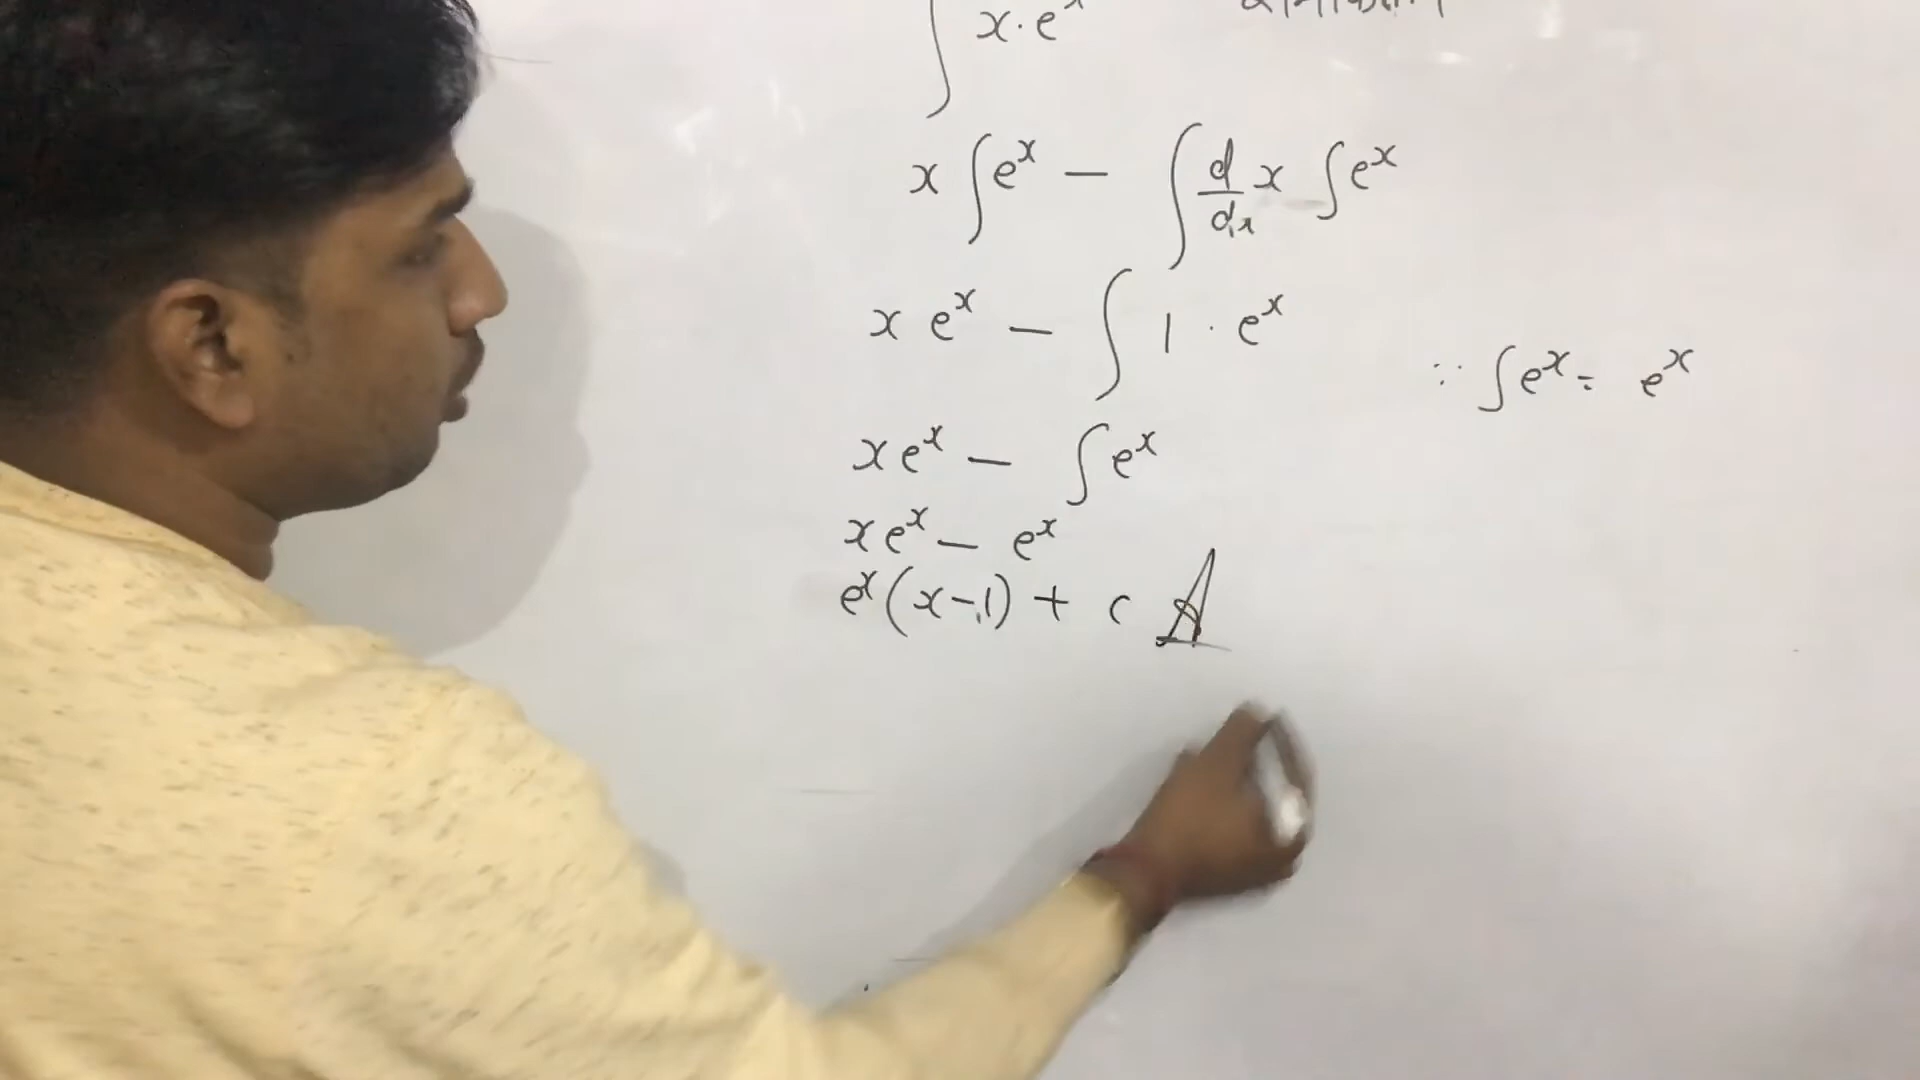 ∫ x·eˣ
x ∫eˣ — ∫ d/dx x ∫eˣ
x eˣ — ∫ 1 · eˣ
∵ ∫eˣ = eˣ
xeˣ — ∫eˣ
xeˣ — eˣ
eˣ(x-1) + c A